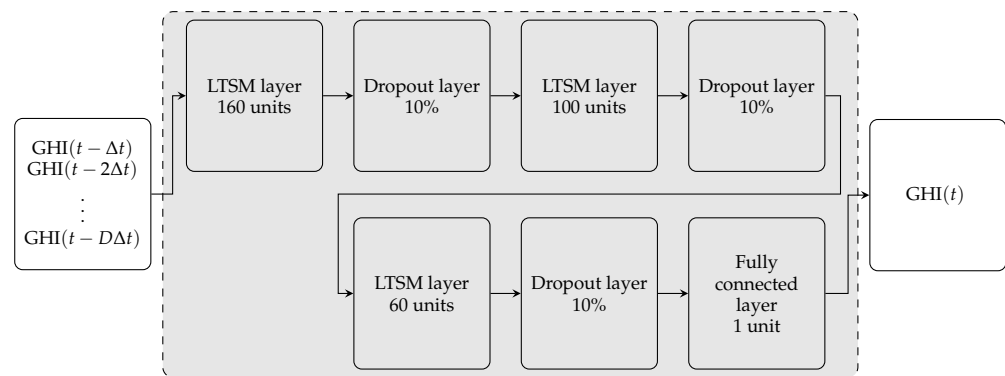 GHI(t − Δt)
GHI(t − 2Δt)
⋮
GHI(t − DΔt)
LTSM layer
160 units
Dropout layer
10%
LTSM layer
100 units
Dropout layer
10%
LTSM layer
60 units
Dropout layer
10%
Fully
connected
layer
1 unit
GHI(t)